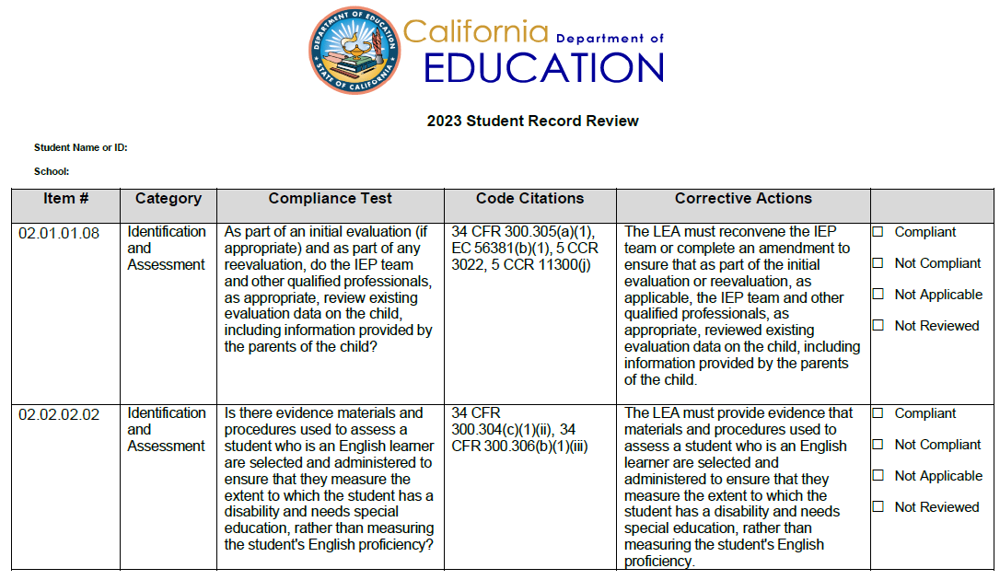 DEPARTMENT OF EDUCATION
STATE OF CALIFORNIA
California Department of
EDUCATION
2023 Student Record Review
Student Name or ID:
School:
Item #
Category
Compliance Test
Code Citations
Corrective Actions
02.01.01.08
Identification
and
Assessment
As part of an initial evaluation (if
appropriate) and as part of any
reevaluation, do the IEP team
and other qualified professionals,
as appropriate, review existing
evaluation data on the child,
including information provided by
the parents of the child?
34 CFR 300.305(a)(1),
EC 56381(b)(1), 5 CCR
3022, 5 CCR 11300(j)
The LEA must reconvene the IEP
team or complete an amendment to
ensure that as part of the initial
evaluation or reevaluation, as
applicable, the IEP team and other
qualified professionals, as
appropriate, reviewed existing
evaluation data on the child, including
information provided by the parents
of the child.
☐ Compliant
☐ Not Compliant
☐ Not Applicable
☐ Not Reviewed
02.02.02.02
Identification
and
Assessment
Is there evidence materials and
procedures used to assess a
student who is an English learner
are selected and administered to
ensure that they measure the
extent to which the student has a
disability and needs special
education, rather than measuring
the student's English proficiency?
34 CFR
300.304(c)(1)(ii), 34
CFR 300.306(b)(1)(iii)
The LEA must provide evidence that
materials and procedures used to
assess a student who is an English
learner are selected and
administered to ensure that they
measure the extent to which the
student has a disability and needs
special education, rather than
measuring the student's English
proficiency.
☐ Compliant
☐ Not Compliant
☐ Not Applicable
☐ Not Reviewed